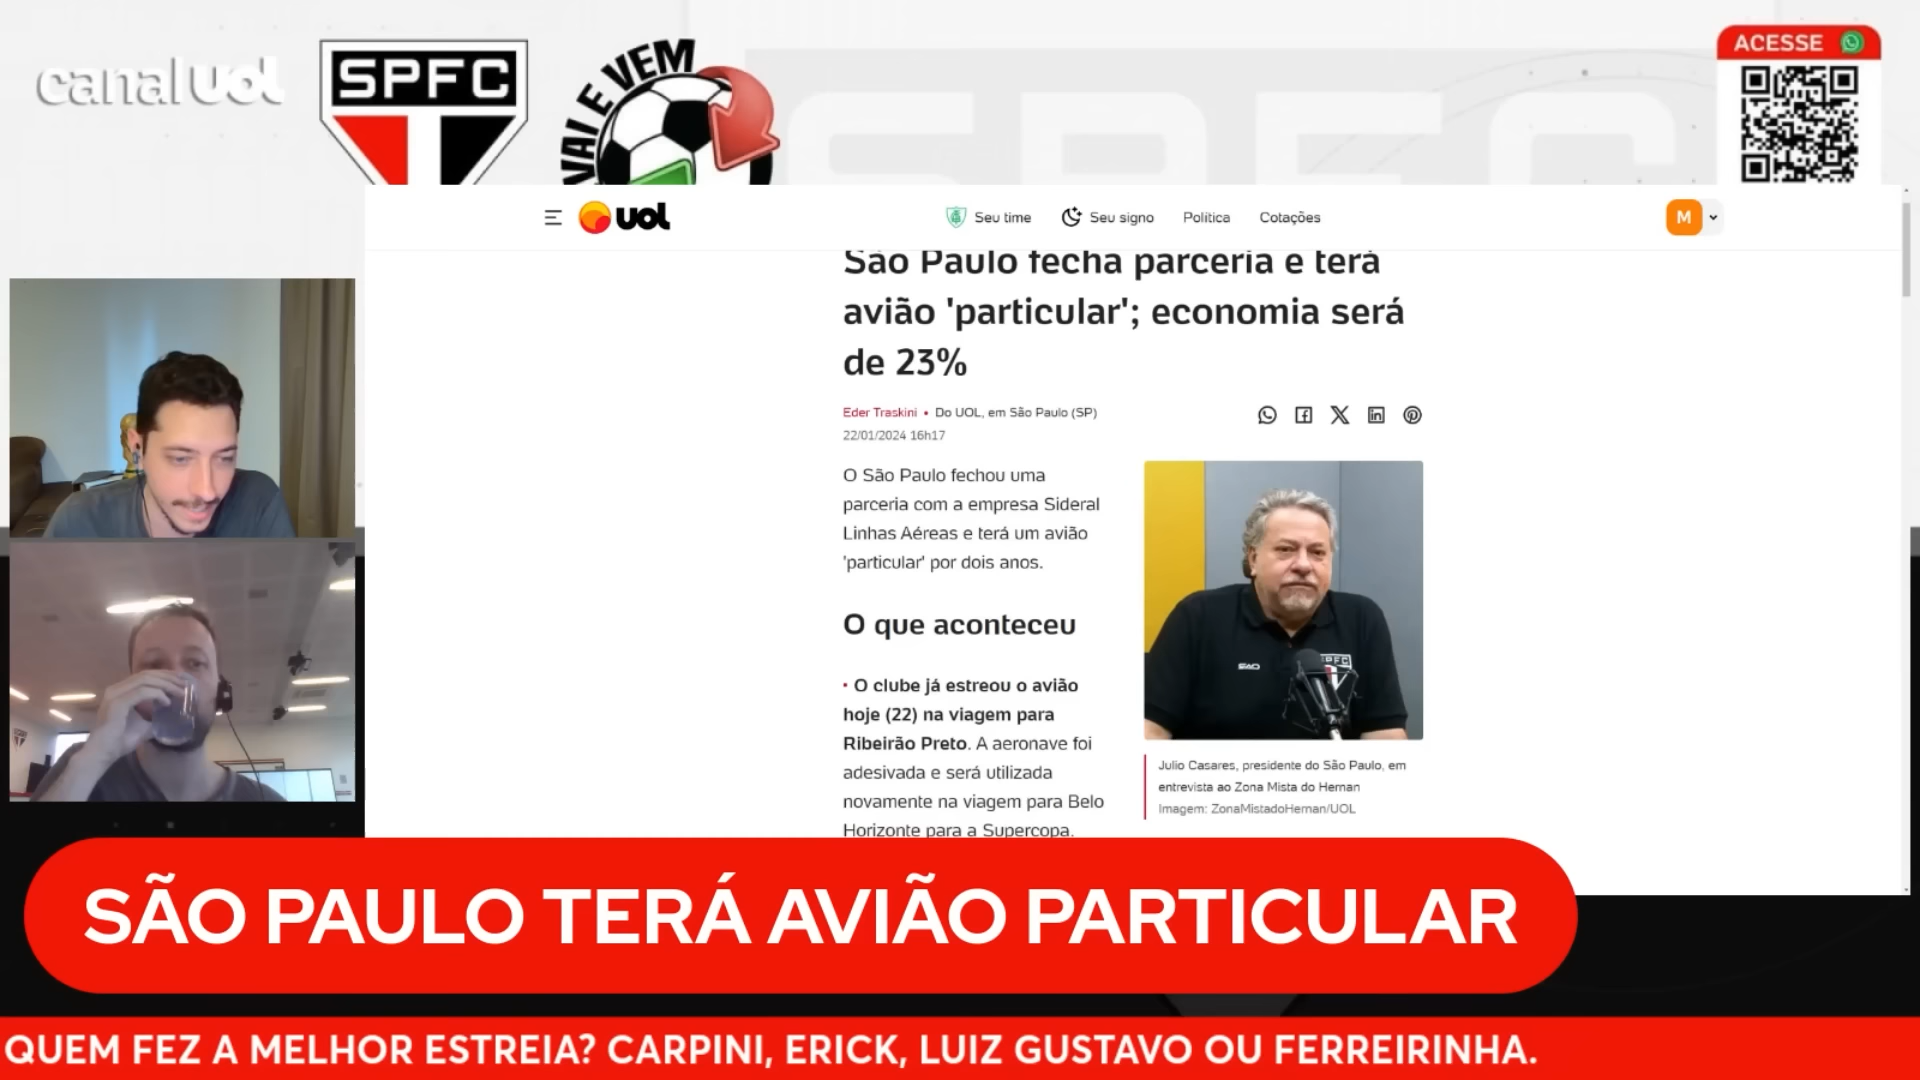 canal UOL
SPFC
VAI E VEM
ACESSE
SPFC
uol
Seu time
Seu signo
Política
Cotações
M
São Paulo fecha parceria e terá
avião 'particular'; economia será
de 23%
Eder Traskini • Do UOL, em São Paulo (SP)
22/01/2024 16h17
O São Paulo fechou uma
parceria com a empresa Sideral
Linhas Aéreas e terá um avião
'particular' por dois anos.
O que aconteceu
• O clube já estreou o avião
hoje (22) na viagem para
Ribeirão Preto. A aeronave foi
adesivada e será utilizada
novamente na viagem para Belo
Horizonte para a Supercopa.
Julio Casares, presidente do São Paulo, em
entrevista ao Zona Mista do Hernan
Imagem: ZonaMistadoHernan/UOL
SÃO PAULO TERÁ AVIÃO PARTICULAR
QUEM FEZ A MELHOR ESTREIA? CARPINI, ERICK, LUIZ GUSTAVO OU FERREIRINHA.